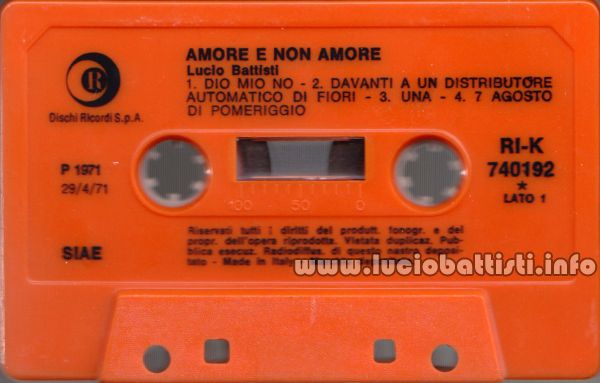 AMORE E NON AMORE
Lucio Battisti
1. DIO MIO NO - 2. DAVANTI A UN DISTRIBUTORE
AUTOMATICO DI FIORI - 3. UNA - 4. 7 AGOSTO
DI POMERIGGIO
R
Dischi Ricordi S.p.A.
RI-K
740192
*
LATO 1
P 1971
29/4/71
SIAE
100 50 0
Riservati tutti i diritti del produtt. fonogr. e del
propr. dell'opera riprodotta. Vietata duplicaz. Pub-
blica esecuz. Radiodiffus. di questo nastro deposi-
tato - Made in Italy
www.luciobattisti.info